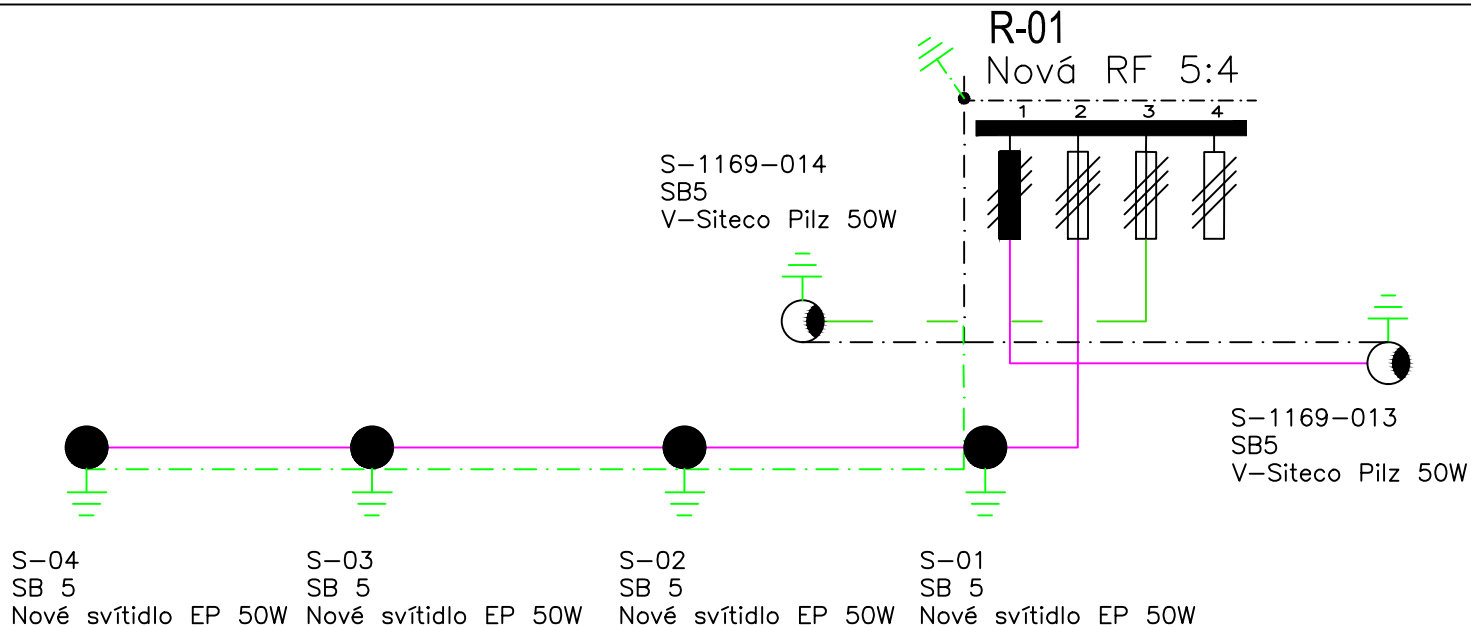 R-01
Nová RF 5:4
1 2 3 4
S-1169-014
SB5
V-Siteco Pilz 50W
S-1169-013
SB5
V-Siteco Pilz 50W
S-04
SB 5
Nové svítidlo EP 50W
S-03
SB 5
Nové svítidlo EP 50W
S-02
SB 5
Nové svítidlo EP 50W
S-01
SB 5
Nové svítidlo EP 50W